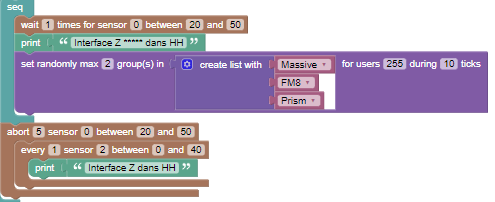 seq
wait 1 times for sensor 0 between 20 and 50
print “ Interface Z ***** dans HH ”
set randomly max 2 group(s) in create list with Massive for users 255 during 10 ticks
FM8
Prism
abort 5 sensor 0 between 20 and 50
every 1 sensor 2 between 0 and 40
print “ Interface Z dans HH ”